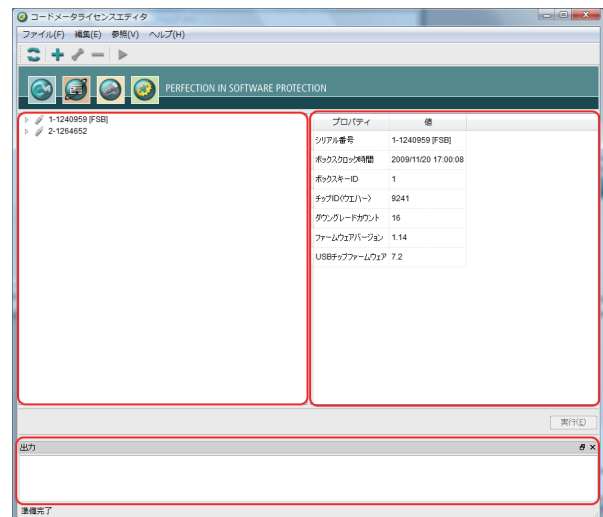 コードメータライセンスエディタ
ファイル(F) 編集(E) 参照(V) ヘルプ(H)
PERFECTION IN SOFTWARE PROTECTION
1-1240959 [FSB]
2-1264652
プロパティ 値
シリアル番号 1-1240959 [FSB]
ボックスクロック時間 2009/11/20 17:00:08
ボックスキーID 1
チップID(ウエハー) 9241
ダウングレードカウント 16
ファームウェアバージョン 1.14
USBチップファームウェア 7.2
実行(E)
出力
準備完了